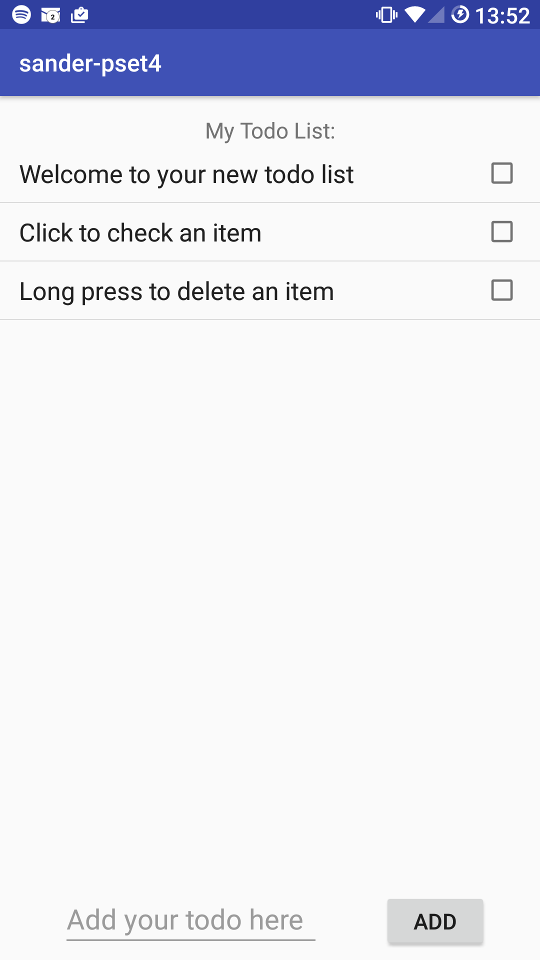 13:52
sander-pset4
My Todo List:
Welcome to your new todo list
Click to check an item
Long press to delete an item
Add your todo here
ADD